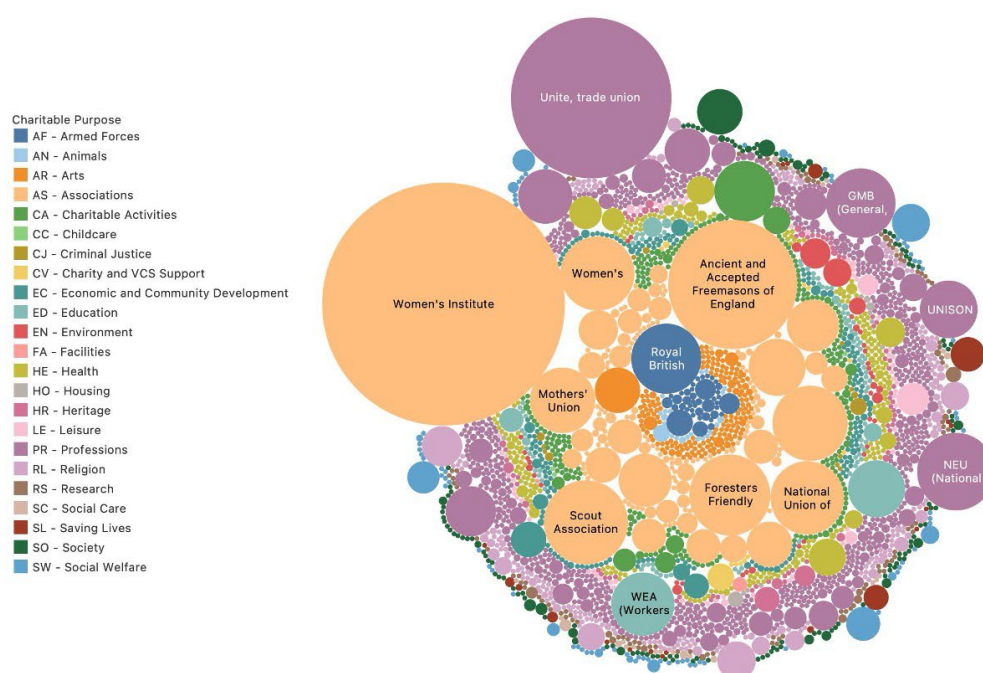 Charitable Purpose
AF - Armed Forces
AN - Animals
AR - Arts
AS - Associations
CA - Charitable Activities
CC - Childcare
CJ - Criminal Justice
CV - Charity and VCS Support
EC - Economic and Community Development
ED - Education
EN - Environment
FA - Facilities
HE - Health
HO - Housing
HR - Heritage
LE - Leisure
PR - Professions
RL - Religion
RS - Research
SC - Social Care
SL - Saving Lives
SO - Society
SW - Social Welfare
Unite, trade union
GMB
(General,
Women's
Ancient and
Accepted
Freemasons of
England
Women's Institute
UNISON
Royal
British
Mothers'
Union
NEU
(National
Foresters
Friendly
National
Union of
Scout
Association
WEA
(Workers